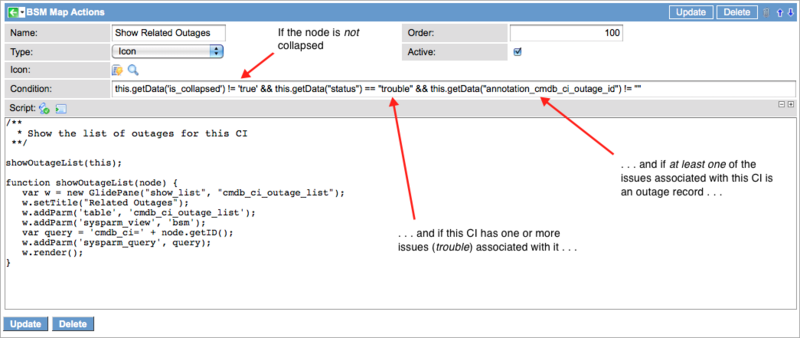 BSM Map Actions
Update Delete
Name: Show Related Outages
Order: 100
Type: Icon
Active:
Icon:
Condition: this.getData('is_collapsed') != 'true' && this.getData("status") == "trouble" && this.getData("annotation_cmdb_ci_outage_id") != ""
Script:
If the node is not
collapsed
/**
* Show the list of outages for this CI
**/
showOutageList(this);
function showOutageList(node) {
var w = new GlidePane("show_list", "cmdb_ci_outage_list");
w.setTitle("Related Outages");
w.addParm('table', 'cmdb_ci_outage_list');
w.addParm('sysparm_view', 'bsm');
var query = 'cmdb_ci=' + node.getID();
w.addParm('sysparm_query', query);
w.render();
}
. . . and if at least one of the
issues associated with this CI is
an outage record . . .
. . . and if this CI has one or more
issues (trouble) associated with it . . .
Update Delete